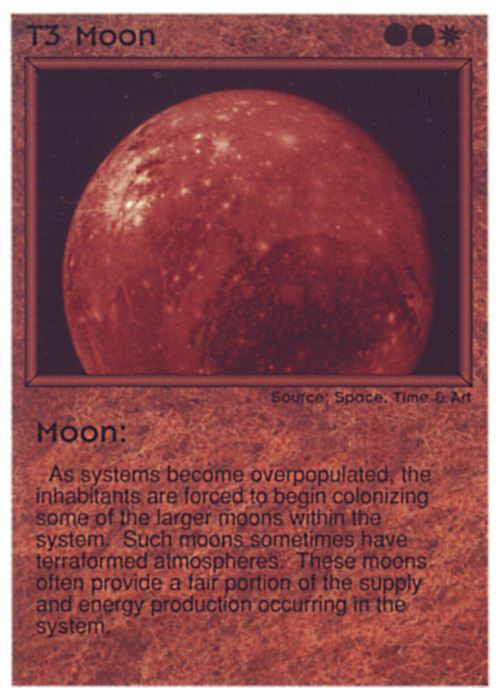 T3 Moon
Source: Space, Time & Art
Moon:
As systems become overpopulated, the
inhabitants are forced to begin colonizing
some of the larger moons within the
system. Such moons sometimes have
terraformed atmospheres. These moons
often provide a fair portion of the supply
and energy production occurring in the
system.